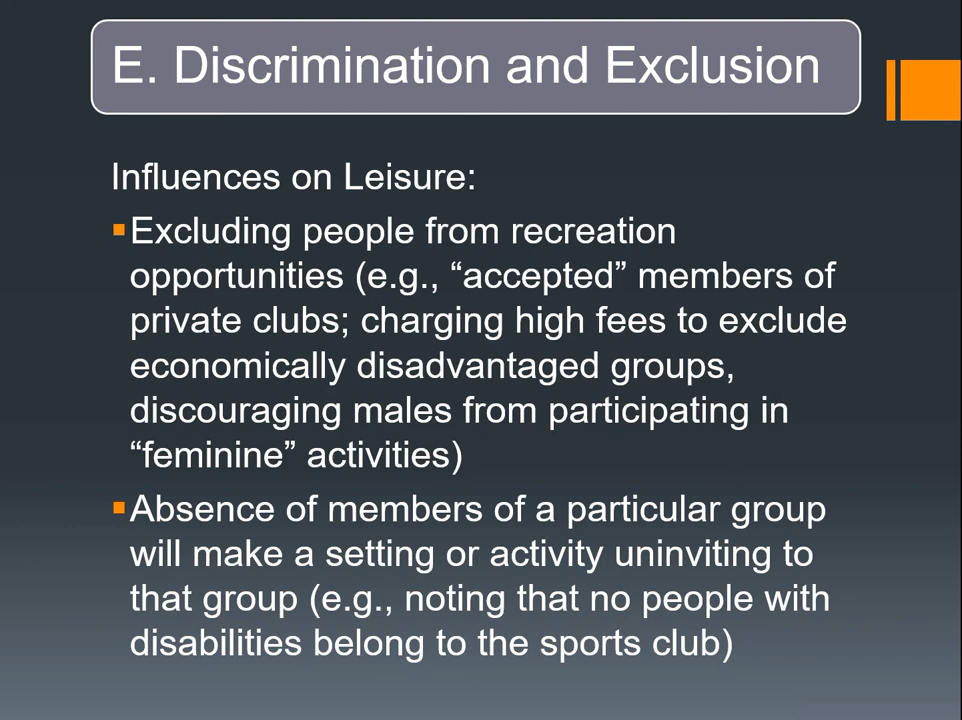 E. Discrimination and Exclusion
Influences on Leisure:
▪Excluding people from recreation
opportunities (e.g., “accepted” members of
private clubs; charging high fees to exclude
economically disadvantaged groups,
discouraging males from participating in
“feminine” activities)
▪Absence of members of a particular group
will make a setting or activity uninviting to
that group (e.g., noting that no people with
disabilities belong to the sports club)